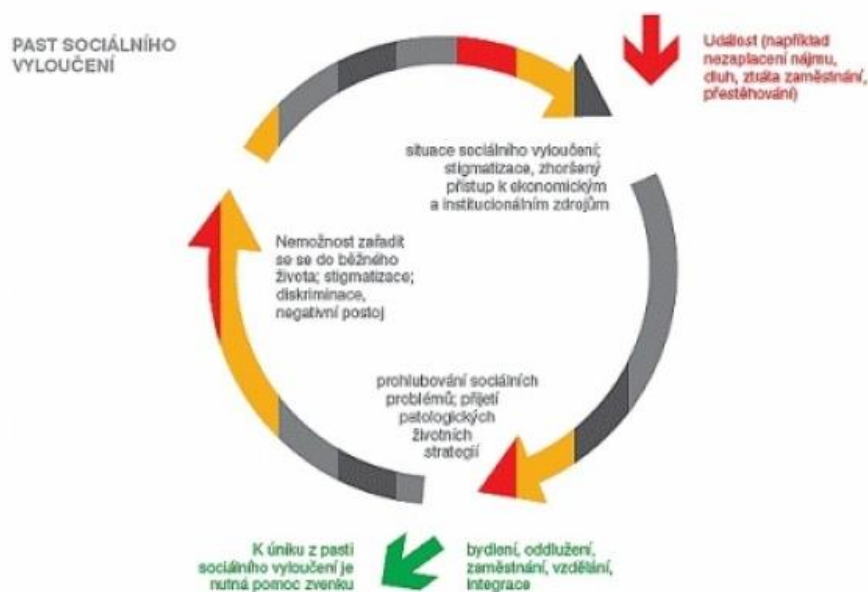 PAST SOCIÁLNÍHO
VYLOUČENÍ
Událost (například
nezaplacení nájmu,
dluh, ztráta zaměstnání,
přestěhování)
situace sociálního vyloučení;
stigmatizace, zhoršený
přístup k ekonomickým
a institucionálním zdrojům
Nemožnost zařadit
se se do běžného
života; stigmatizace;
diskriminace,
negativní postoj
prohlubování sociálních
problémů; přijetí
patologických
životních
strategií
K úniku z pasti
sociálního vyloučení je
nutná pomoc zvenku
bydlení, oddlužení,
zaměstnání, vzdělání,
integrace